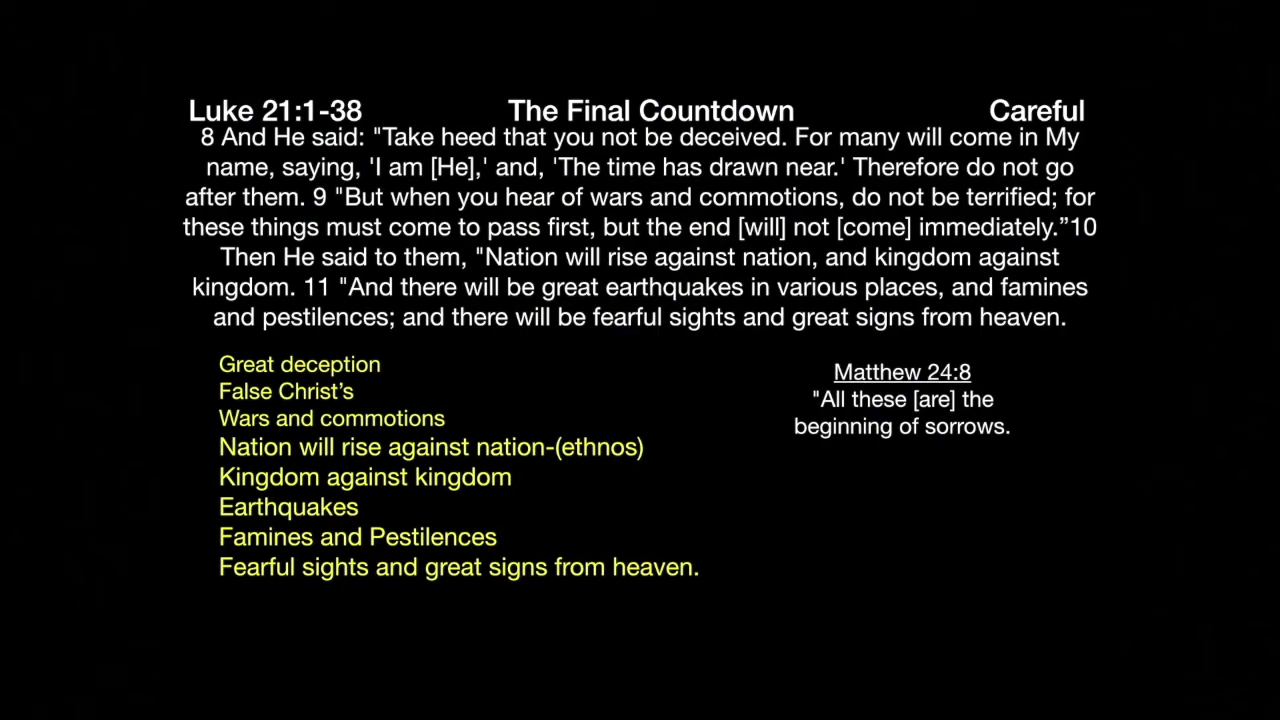 Luke 21:1-38 The Final Countdown Careful
8 And He said: "Take heed that you not be deceived. For many will come in My
name, saying, 'I am [He],' and, 'The time has drawn near.' Therefore do not go
after them. 9 "But when you hear of wars and commotions, do not be terrified; for
these things must come to pass first, but the end [will] not [come] immediately.”10
Then He said to them, "Nation will rise against nation, and kingdom against
kingdom. 11 "And there will be great earthquakes in various places, and famines
and pestilences; and there will be fearful sights and great signs from heaven.
Great deception
False Christ’s
Wars and commotions
Nation will rise against nation-(ethnos)
Kingdom against kingdom
Earthquakes
Famines and Pestilences
Fearful sights and great signs from heaven.
Matthew 24:8
"All these [are] the
beginning of sorrows.